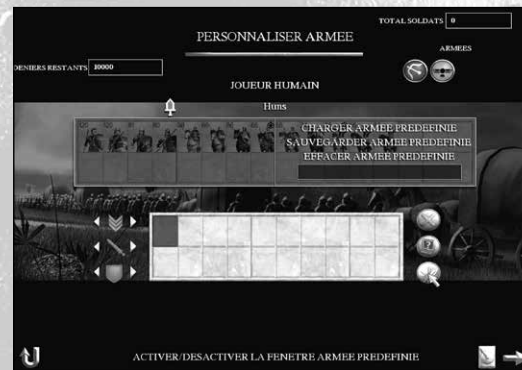 TOTAL SOLDATS 0
PERSONNALISER ARMEE
ARMEES
DENIERS RESTANTS 10000
JOUEUR HUMAIN
Huns
CHARGER ARMEE PREDEFINIE
SAUVEGARDER ARMEE PREDEFINIE
EFFACER ARMEE PREDEFINIE
ACTIVER/DESACTIVER LA FENETRE ARMEE PREDEFINIE